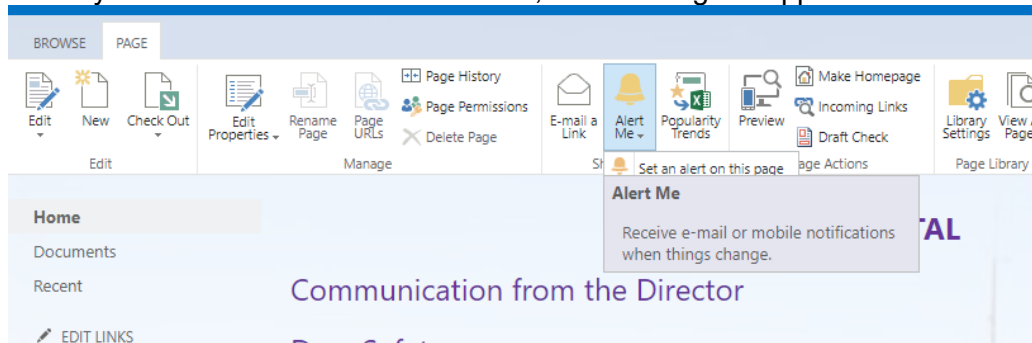 BROWSE PAGE
Edit
New
Check Out
Edit
Properties
Rename
Page
Page
URLs
Page History
Page Permissions
Delete Page
E-mail a
Link
Alert
Me
Popularity
Trends
Preview
Make Homepage
Incoming Links
Draft Check
Library
Settings
View
Page
Edit
Manage
Set an alert on this page
age Actions
Page Library
Alert Me
Receive e-mail or mobile notifications
when things change.
Home
Documents
Recent
EDIT LINKS
TAL
Communication from the Director